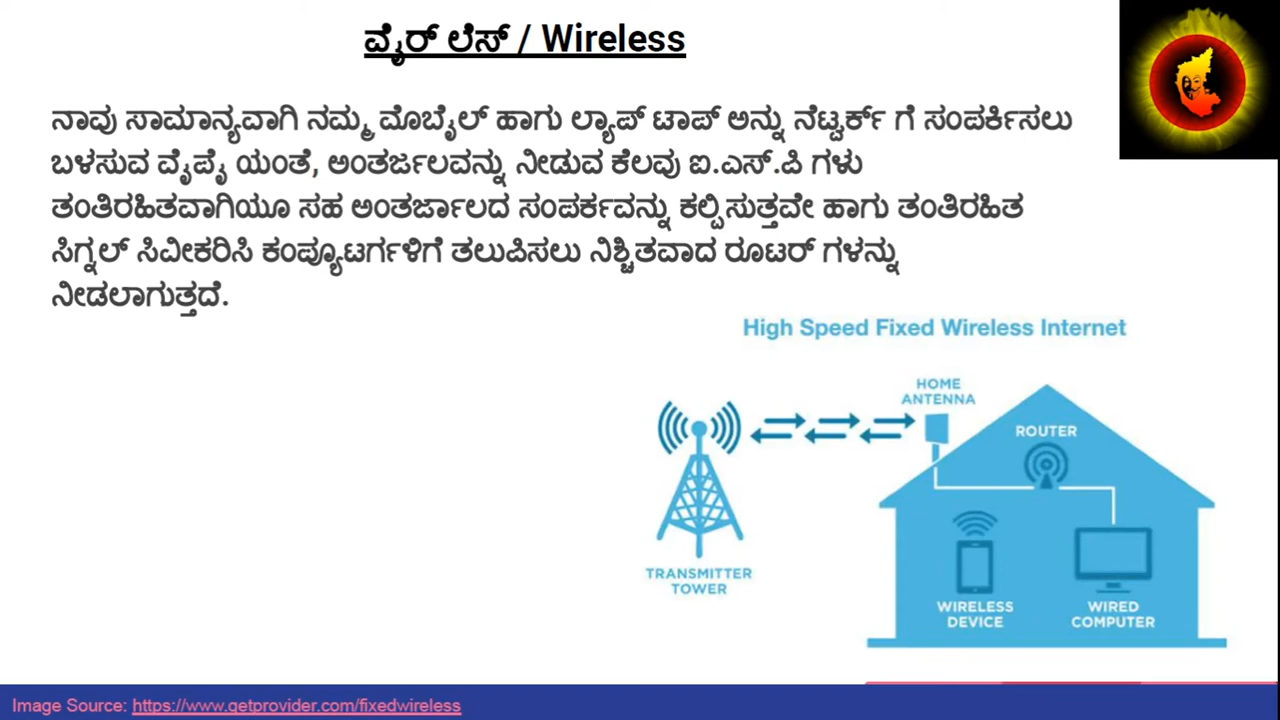 ವೈರ್ ಲೆಸ್ / Wireless
ನಾವು ಸಾಮಾನ್ಯವಾಗಿ ನಮ್ಮ ಮೊಬೈಲ್ ಹಾಗು ಲ್ಯಾಪ್ ಟಾಪ್ ಅನ್ನು ನೆಟ್ವರ್ಕ್ ಗೆ ಸಂಪರ್ಕಿಸಲು
ಬಳಸುವ ವೈಫೈ ಯಂತೆ, ಅಂತರ್ಜಲವನ್ನು ನೀಡುವ ಕೆಲವು ಐ.ಎಸ್.ಪಿ ಗಳು
ತಂತಿರಹಿತವಾಗಿಯೂ ಸಹ ಅಂತರ್ಜಾಲದ ಸಂಪರ್ಕವನ್ನು ಕಲ್ಪಿಸುತ್ತವೇ ಹಾಗು ತಂತಿರಹಿತ
ಸಿಗ್ನಲ್ ಸಿವೀಕರಿಸಿ ಕಂಪ್ಯೂಟರ್ಗಳಿಗೆ ತಲುಪಿಸಲು ನಿಶ್ಚಿತವಾದ ರೂಟರ್ ಗಳನ್ನು
ನೀಡಲಾಗುತ್ತದೆ.
High Speed Fixed Wireless Internet
HOME
ANTENNA
ROUTER
TRANSMITTER
TOWER
WIRELESS
DEVICE
WIRED
COMPUTER
Image Source: https://www.getprovider.com/fixedwireless